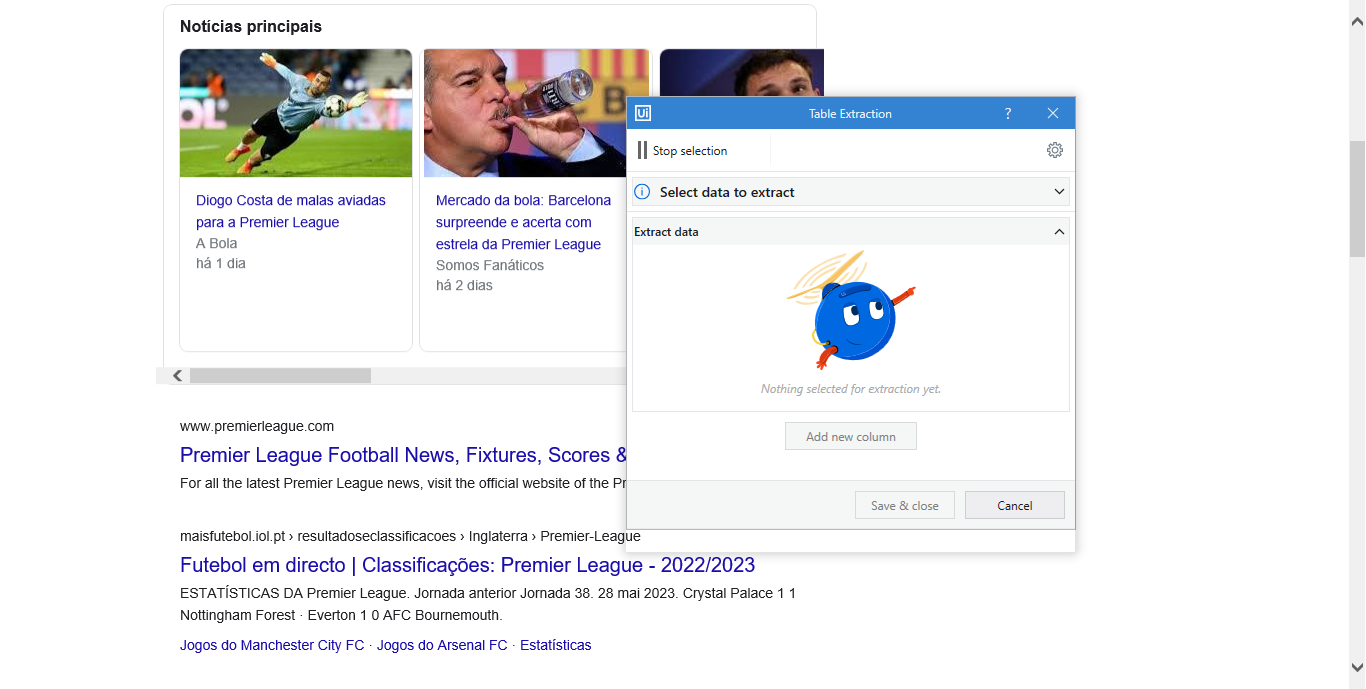 Notícias principais
Diogo Costa de malas aviadas
para a Premier League
A Bola
há 1 dia
Mercado da bola: Barcelona
surpreende e acerta com
estrela da Premier League
Somos Fanáticos
há 2 dias
Ui
Table Extraction
?
Stop selection
Select data to extract
Extract data
Nothing selected for extraction yet.
Add new column
Save & close
Cancel
www.premierleague.com
Premier League Football News, Fixtures, Scores &
For all the latest Premier League news, visit the official website of the Pr
maisfutebol.iol.pt › resultadoseclassificacoes › Inglaterra › Premier-League
Futebol em directo | Classificações: Premier League - 2022/2023
ESTATÍSTICAS DA Premier League. Jornada anterior Jornada 38. 28 mai 2023. Crystal Palace 1 1
Nottingham Forest · Everton 1 0 AFC Bournemouth.
Jogos do Manchester City FC · Jogos do Arsenal FC · Estatísticas